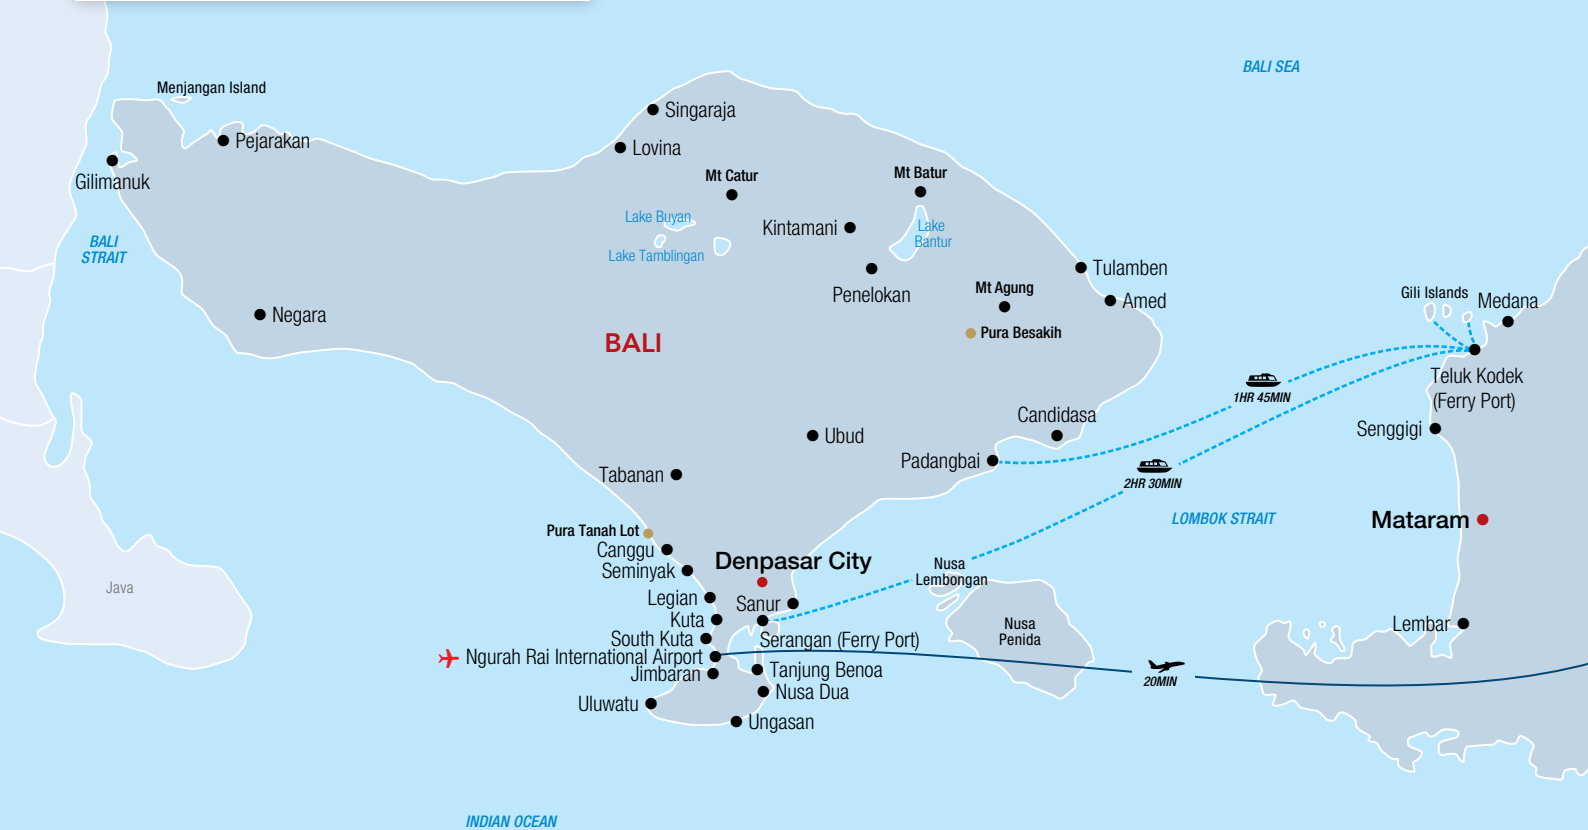 BALI SEA
Menjangan Island
Singaraja
Pejarakan
Lovina
Gilimanuk
Mt Catur
Mt Batur
Lake Buyan
Kintamani
Lake
Bantur
BALI
STRAIT
Lake Tamblingan
Tulamben
Penelokan
Mt Agung
Amed
Gili Islands
Medana
Negara
Pura Besakih
BALI
Teluk Kodek
(Ferry Port)
1HR 45MIN
Candidasa
Senggigi
Ubud
Padangbai
Tabanan
2HR 30MIN
LOMBOK STRAIT
Mataram
Pura Tanah Lot
Canggu
Denpasar City
Seminyak
Nusa
Lembongan
Java
Legian
Sanur
Kuta
Nusa
Penida
Lembar
South Kuta
Serangan (Ferry Port)
Ngurah Rai International Airport
Jimbaran
Tanjung Benoa
20MIN
Nusa Dua
Uluwatu
Ungasan
INDIAN OCEAN